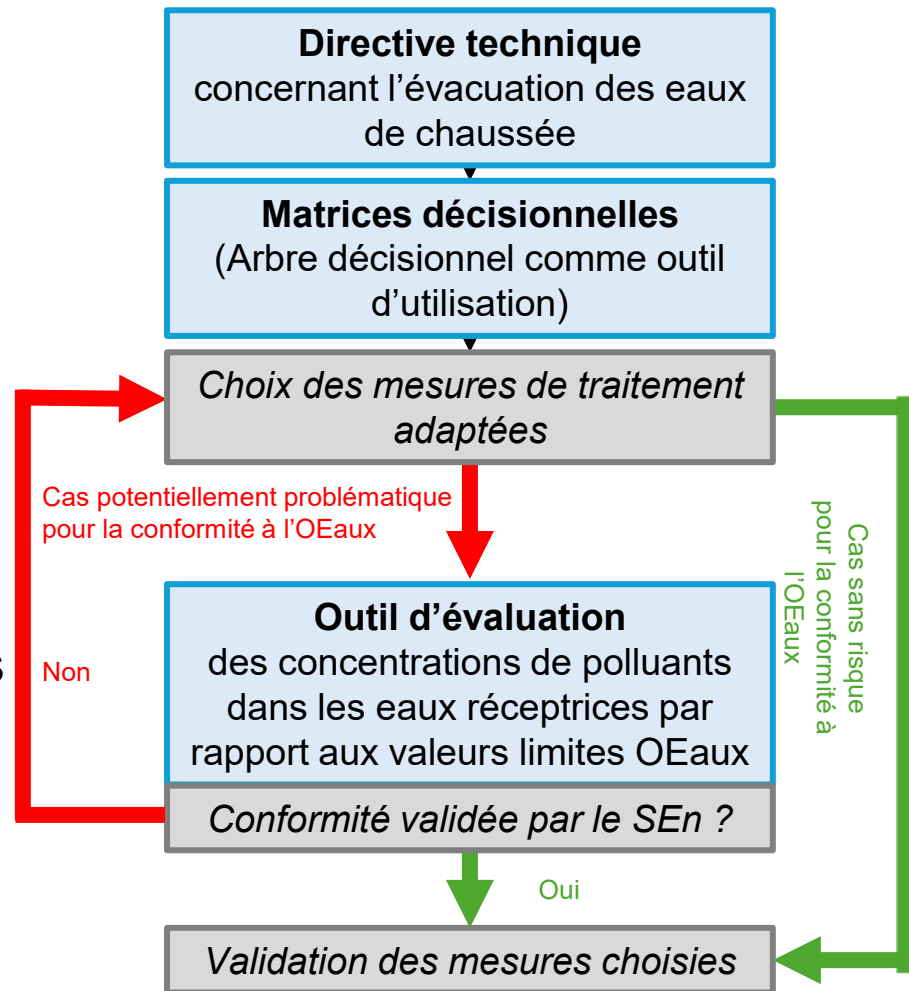 Directive technique
concernant l'évacuation des eaux
de chaussée
Matrices décisionnelles
(Arbre décisionnel comme outil
d'utilisation)
Choix des mesures de traitement
adaptées
Cas potentiellement problématique
pour la conformité à l'OEaux
Cas sans risque
pour la conformité à
l'OEaux
Outil d'évaluation
des concentrations de polluants
dans les eaux réceptrices par
rapport aux valeurs limites OEaux
s
Non
Conformité validée par le SEn ?
Oui
Validation des mesures choisies